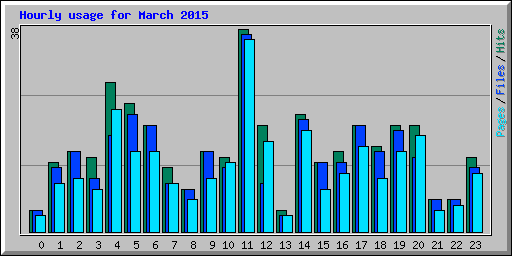 Hourly usage for March 2015
38
Pages/Files/Hits
0 1 2 3 4 5 6 7 8 9 10 11 12 13 14 15 16 17 18 19 20 21 22 23